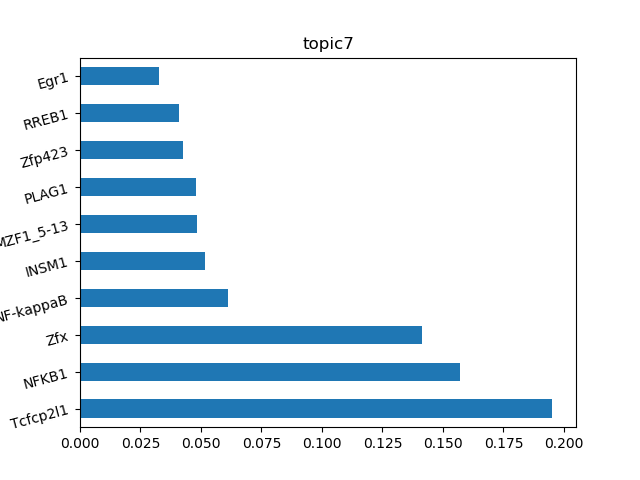 topic7
Egr1
RREB1
Zfp423
PLAG1
MZF1_5-13
INSM1
NF-kappaB
Zfx
NFKB1
Tcfcp2l1
0.000 0.025 0.050 0.075 0.100 0.125 0.150 0.175 0.200